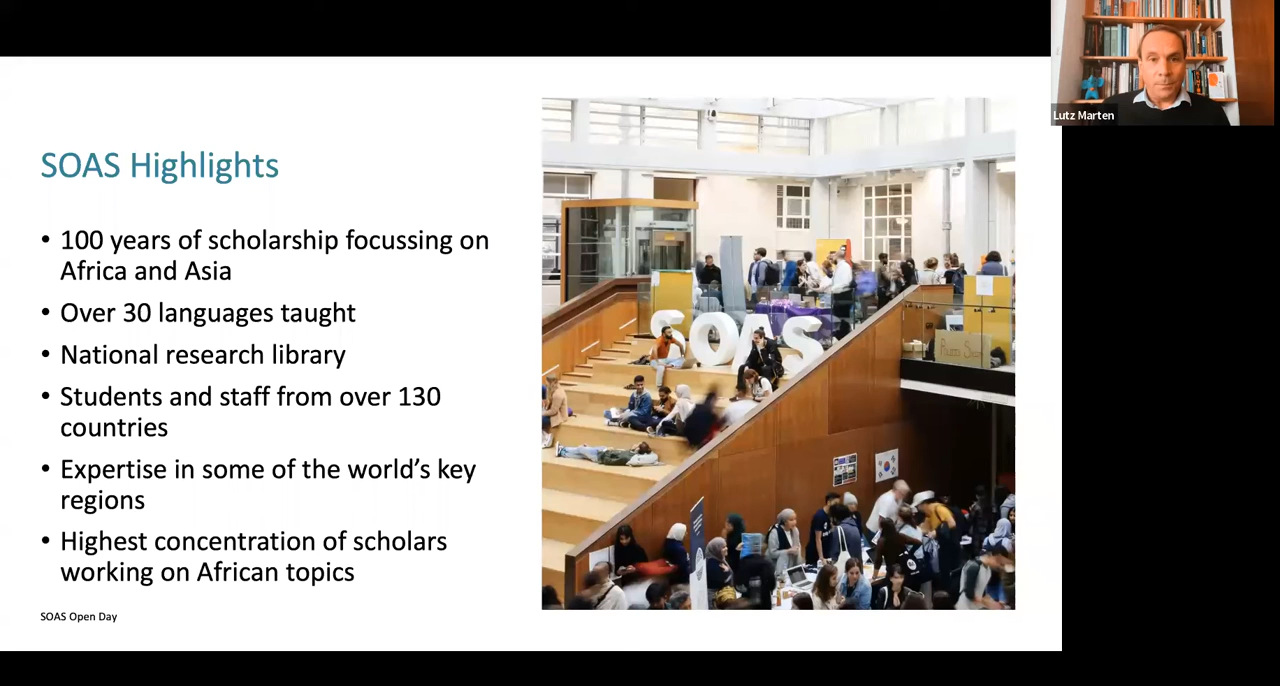 Lutz Marten
SOAS Highlights
• 100 years of scholarship focussing on
Africa and Asia
• Over 30 languages taught
• National research library
• Students and staff from over 130
countries
• Expertise in some of the world's key
regions
• Highest concentration of scholars
working on African topics
SOAS
SOAS Open Day